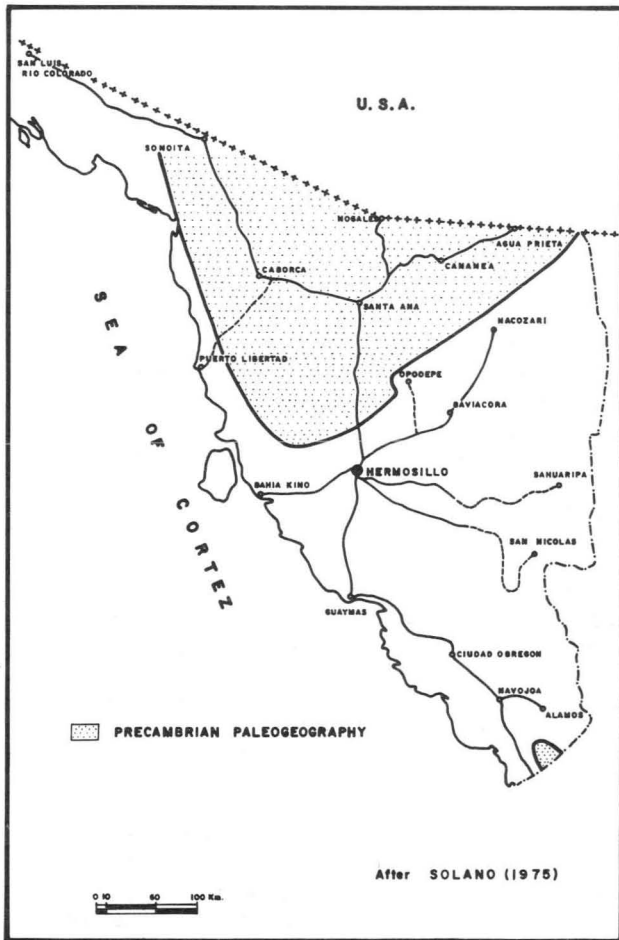 SAN LUIS
RIO COLORADO
U.S.A.
SONOITA
NOGALES
AGUA PRIETA
CABORCA
CANANEA
SANTA ANA
NACOZARI
PUERTO LIBERTAD
OPODEPE
BAVIACORA
SEA OF CORTEZ
HERMOSILLO
BAHIA KINO
SAHUARIPA
SAN NICOLAS
GUAYMAS
CIUDAD OBREGON
NAVOJOA
ALAMOS
PRECAMBRIAN PALEOGEOGRAPHY
After SOLANO (1975)
0 10 60 100 Km.